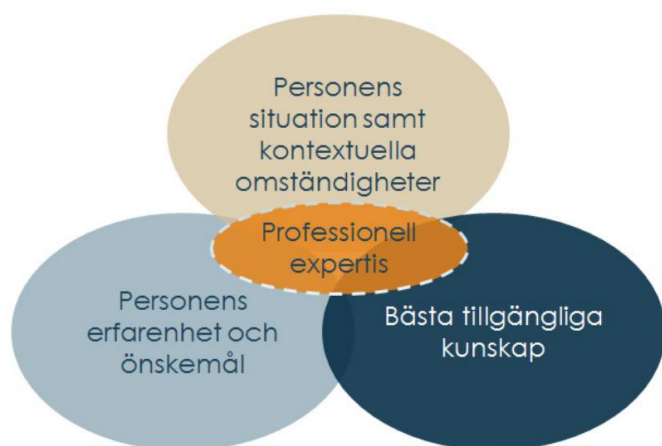 Personens
situation samt
kontextuella
omständigheter
Professionell
expertis
Personens
erfarenhet och
önskemål
Bästa tillgängliga
kunskap